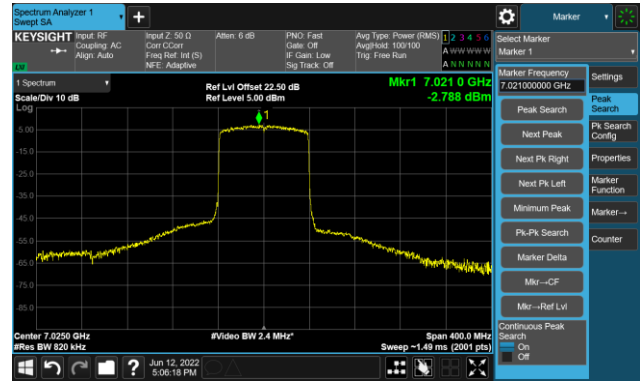 Spectrum Analyzer 1
Swept SA
Marker
KEYSIGHT
Input: RF
Coupling: AC
Align: Auto
Input Z: 50 Ω
Corr CCorr
Freq Ref: Int (S)
NFE: Adaptive
Atten: 6 dB
PNO: Fast
Gate: Off
IF Gain: Low
Sig Track: Off
Avg Type: Power (RMS)
Avg|Hold: 100/100
Trig: Free Run
1 2 3 4 5 6
A W W W W W
A N N N N N
Select Marker
Marker 1
LXI
1 Spectrum
Scale/Div 10 dB
Log
Ref Lvl Offset 22.50 dB
Ref Level 5.00 dBm
Mkr1 7.021 0 GHz
-2.788 dBm
1
-5.00
-15.0
-25.0
-35.0
-45.0
-55.0
-65.0
-75.0
-85.0
Center 7.0250 GHz
#Res BW 820 kHz
#Video BW 2.4 MHz*
Span 400.0 MHz
Sweep ~1.49 ms (2001 pts)
Marker Frequency
7.021000000 GHz
Peak Search
Next Peak
Next Pk Right
Next Pk Left
Minimum Peak
Pk-Pk Search
Marker Delta
Mkr→CF
Mkr→Ref Lvl
Continuous Peak
Search
On
Off
Settings
Peak
Search
Pk Search
Config
Properties
Marker
Function
Marker→
Counter
?
Jun 12, 2022
5:06:18 PM